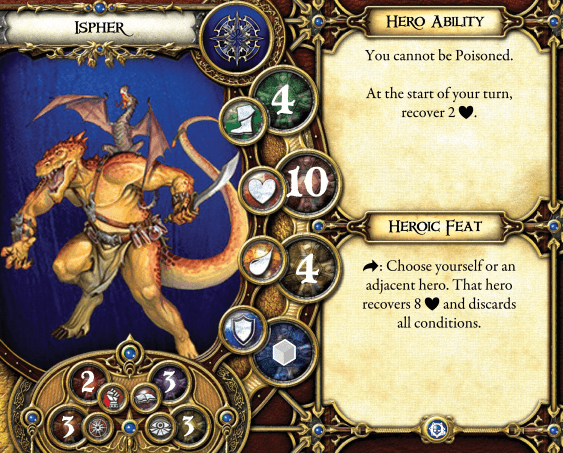 Ispher
4
10
4
2
3
3
3
Hero Ability
You cannot be Poisoned.
At the start of your turn,
recover 2 ♥.
Heroic Feat
: Choose yourself or an
adjacent hero. That hero
recovers 8 ♥ and discards
all conditions.